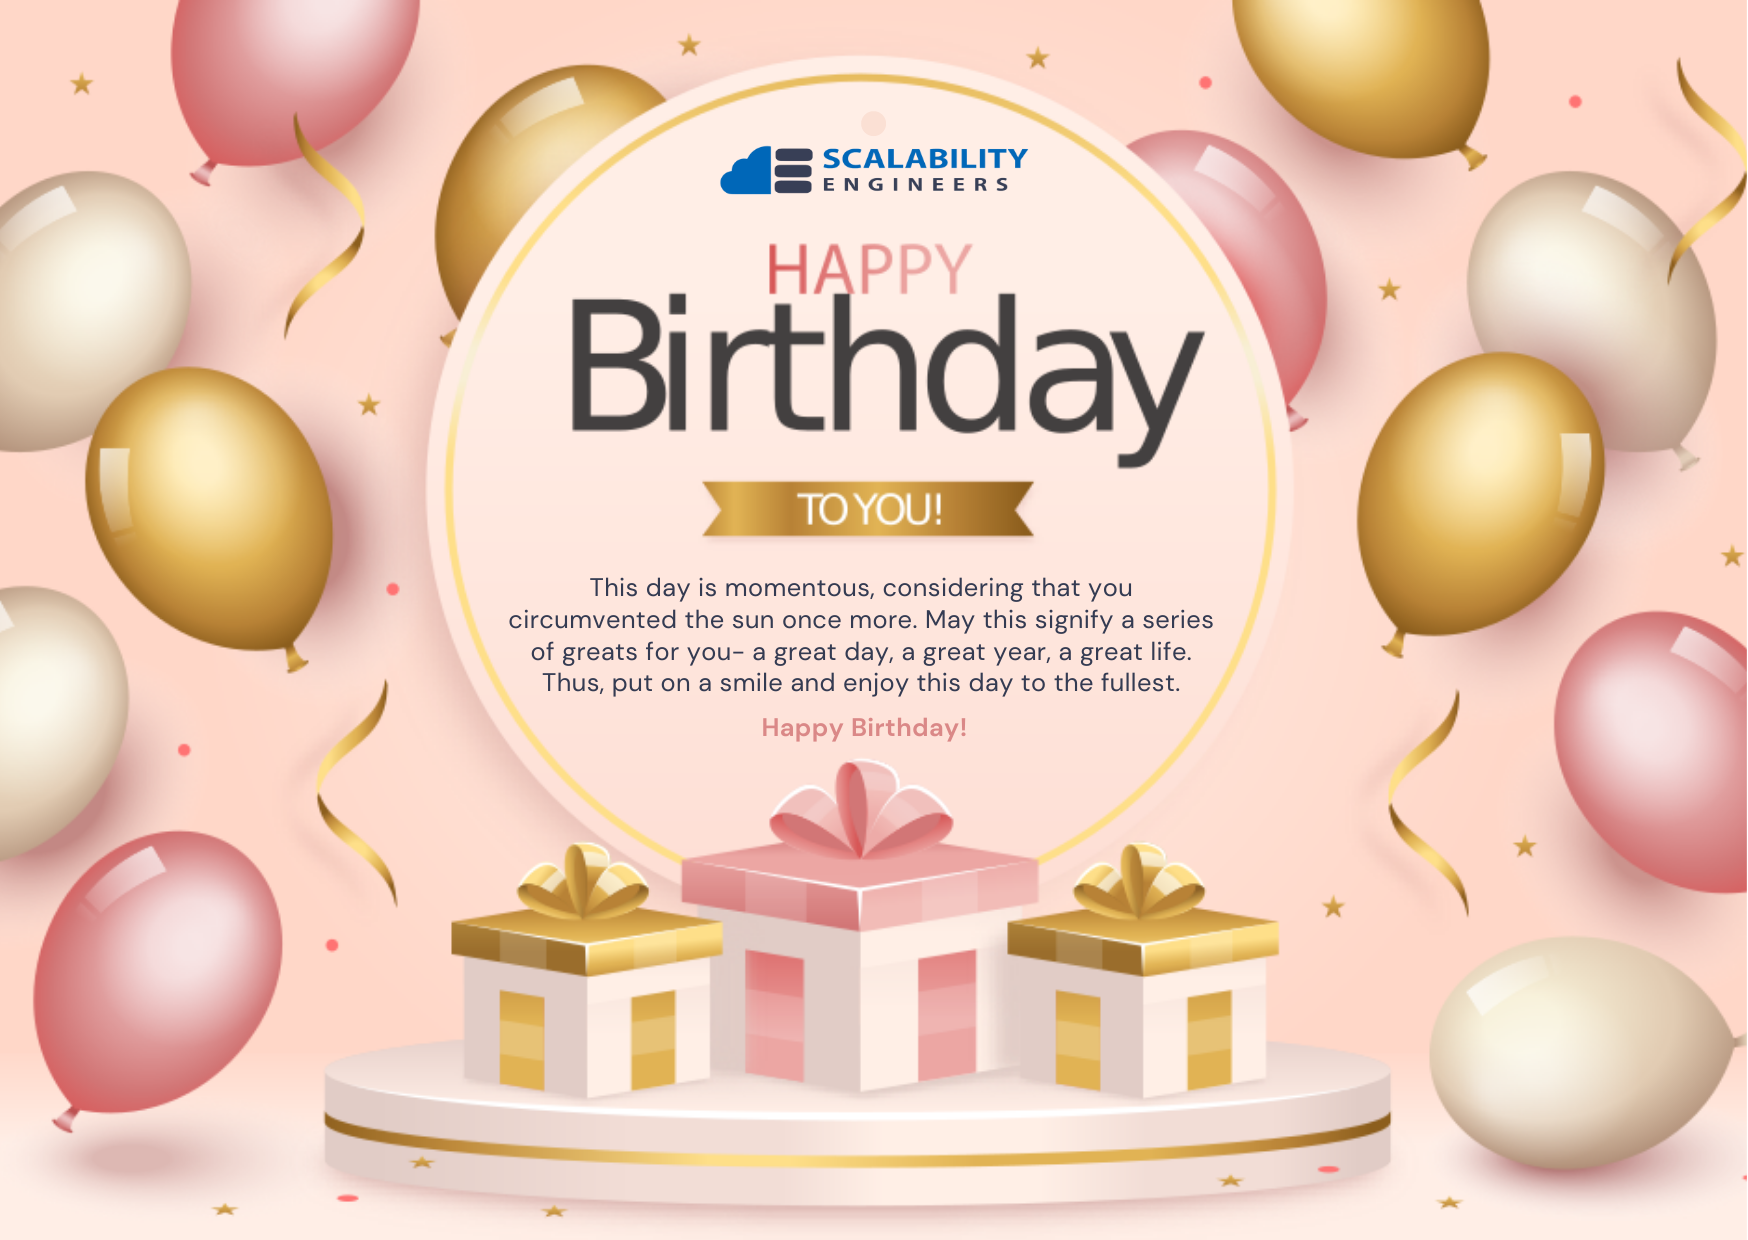 SCALABILITY
ENGINEERS
HAPPY
Birthday
TO YOU!
This day is momentous, considering that you
circumvented the sun once more. May this signify a series
of greats for you- a great day, a great year, a great life.
Thus, put on a smile and enjoy this day to the fullest.
Happy Birthday!